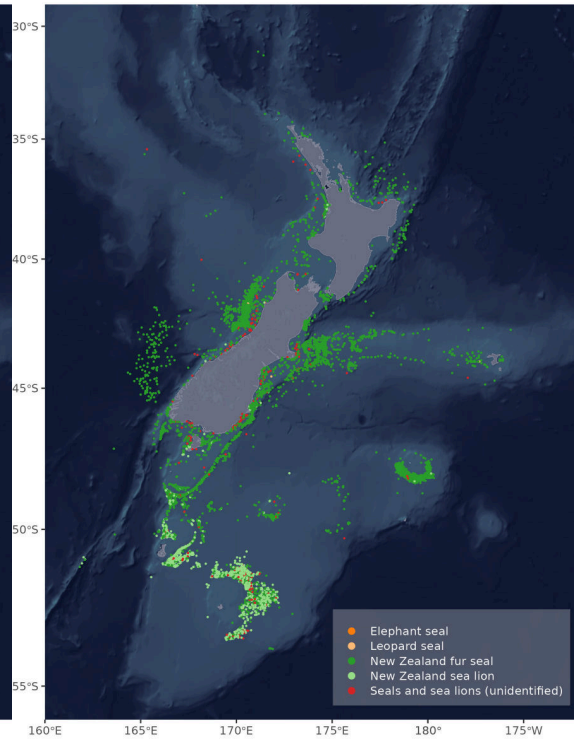 30°S
35°S
40°S
45°S
50°S
Elephant seal
Leopard seal
New Zealand fur seal
New Zealand sea lion
Seals and sea lions (unidentified)
55°S
160°E 165°E 170°E 175°E 180° 175°W